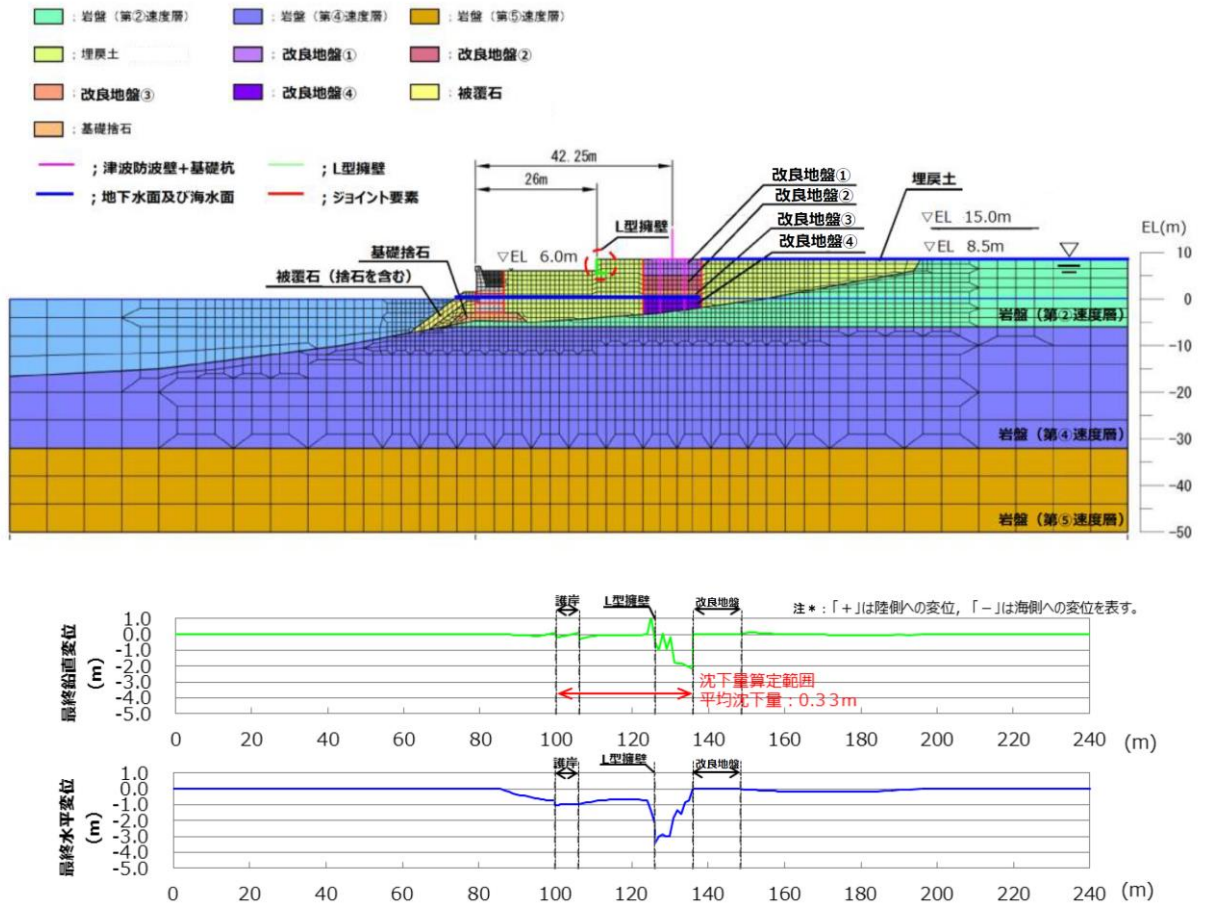 ：岩盤（第②速度層） ：岩盤（第④速度層） ：岩盤（第⑤速度層）
：埋戻土 ：改良地盤① ：改良地盤②
：改良地盤③ ：改良地盤④ ：被覆石
：基礎捨石
；津波防波壁+基礎杭 ；L型擁壁
；地下水面及び海水面 ；ジョイント要素
42.25m
26m
改良地盤①
改良地盤②
改良地盤③
改良地盤④
埋戻土
L型擁壁
基礎捨石
被覆石（捨石を含む）
▽EL 6.0m
▽EL 15.0m
▽EL 8.5m
EL(m)
10
0
-10
-20
-30
-40
-50
岩盤（第②速度層）
岩盤（第④速度層）
岩盤（第⑤速度層）
護岸 L型擁壁 改良地盤
注＊：「+」は陸側への変位，「−」は海側への変位を表す。
最終鉛直変位
(m)
1.0
0.0
-1.0
-2.0
-3.0
-4.0
-5.0
沈下量算定範囲
平均沈下量：0.33m
0 20 40 60 80 100 120 140 160 180 200 220 240 (m)
護岸 L型擁壁 改良地盤
最終水平変位
(m)
1.0
0.0
-1.0
-2.0
-3.0
-4.0
-5.0
0 20 40 60 80 100 120 140 160 180 200 220 240 (m)